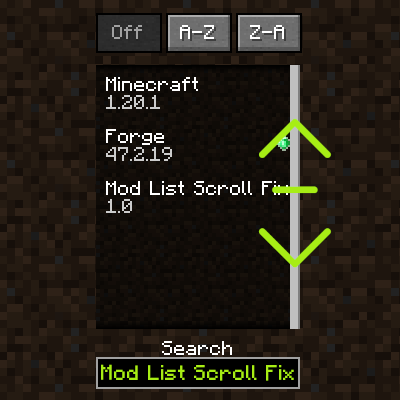 Off A-Z Z-A
Minecraft
1.20.1
Forge
47.2.19
Mod List Scroll Fix
1.0
Search
Mod List Scroll Fix